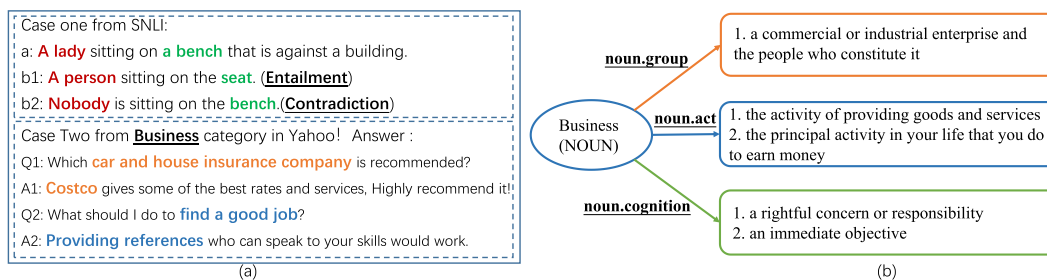 Case one from SNLI:
a: A lady sitting on a bench that is against a building.
b1: A person sitting on the seat. (Entailment)
b2: Nobody is sitting on the bench.(Contradiction)
Case Two from Business category in Yahoo! Answer :
Q1: Which car and house insurance company is recommended?
A1: Costco gives some of the best rates and services, Highly recommend it!
Q2: What should I do to find a good job?
A2: Providing references who can speak to your skills would work.
(a)
Business
(NOUN)
noun.group
1. a commercial or industrial enterprise and
the people who constitute it
noun.act
1. the activity of providing goods and services
2. the principal activity in your life that you do
to earn money
noun.cognition
1. a rightful concern or responsibility
2. an immediate objective
(b)